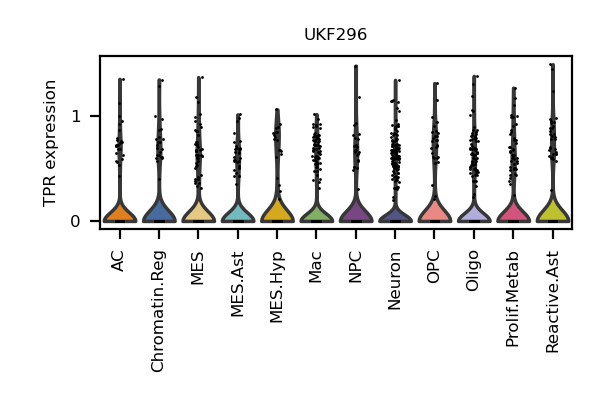 UKF296
TPR expression
1
0
AC
Chromatin.Reg
MES
MES.Ast
MES.Hyp
Mac
NPC
Neuron
OPC
Oligo
Prolif.Metab
Reactive.Ast